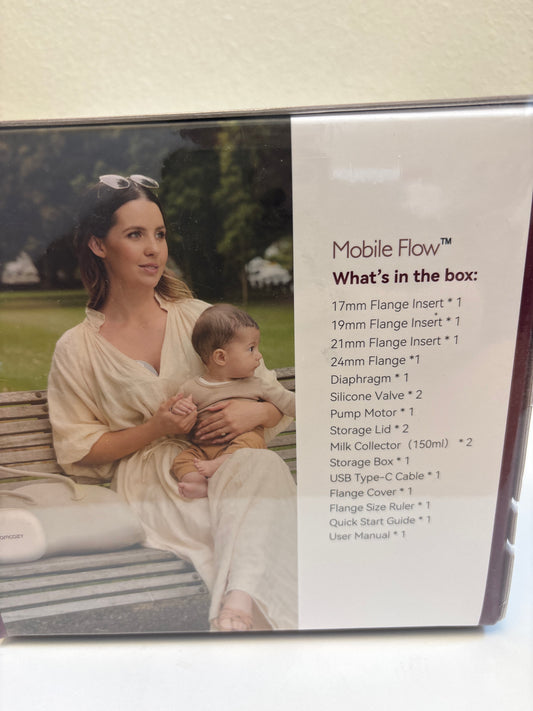 Mobile Flow™
What's in the box:
17mm Flange Insert * 1
19mm Flange Insert * 1
21mm Flange Insert * 1
24mm Flange *1
Diaphragm * 1
Silicone Valve * 2
Pump Motor * 1
Storage Lid * 2
Milk Collector（150ml） * 2
Storage Box * 1
USB Type-C Cable * 1
Flange Cover * 1
Flange Size Ruler * 1
Quick Start Guide * 1
User Manual * 1